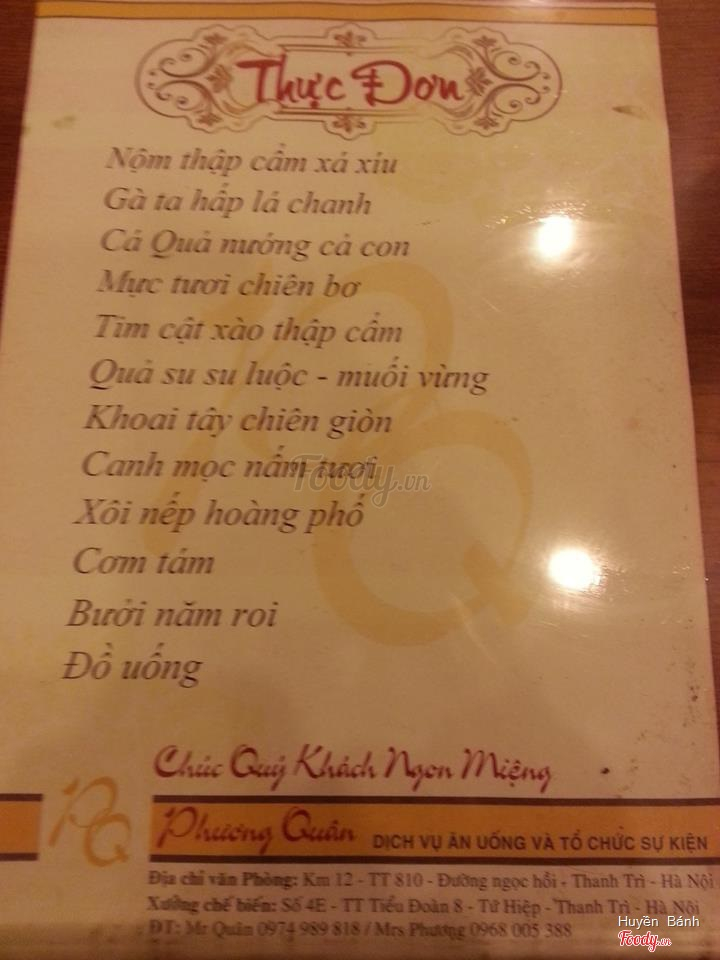 Thực Đơn
Nộm thập cẩm xá xíu
Gà ta hấp lá chanh
Cá Quả nướng cả con
Mực tươi chiên bơ
Tim cật xào thập cẩm
Quả su su luộc - muối vừng
Khoai tây chiên giòn
Canh mọc nấm tươi
Foody.vn
Xôi nếp hoàng phố
Cơm tám
Bưởi năm roi
Đồ uống
Chúc Quý Khách Ngon Miệng
PQ
Phương Quân DỊCH VỤ ĂN UỐNG VÀ TỔ CHỨC SỰ KIỆN
Địa chỉ văn Phòng: Km 12 - TT 810 - Đường ngọc hồi - Thanh Trì - Hà Nội
Xưởng chế biến: Số 4E - TT Tiểu Đoàn 8 - Tứ Hiệp - Thanh Trì - Hà Nội
ĐT: Mr Quân 0974 989 818 / Mrs Phương 0968 005 388
Huyền Bánh
Foody.vn